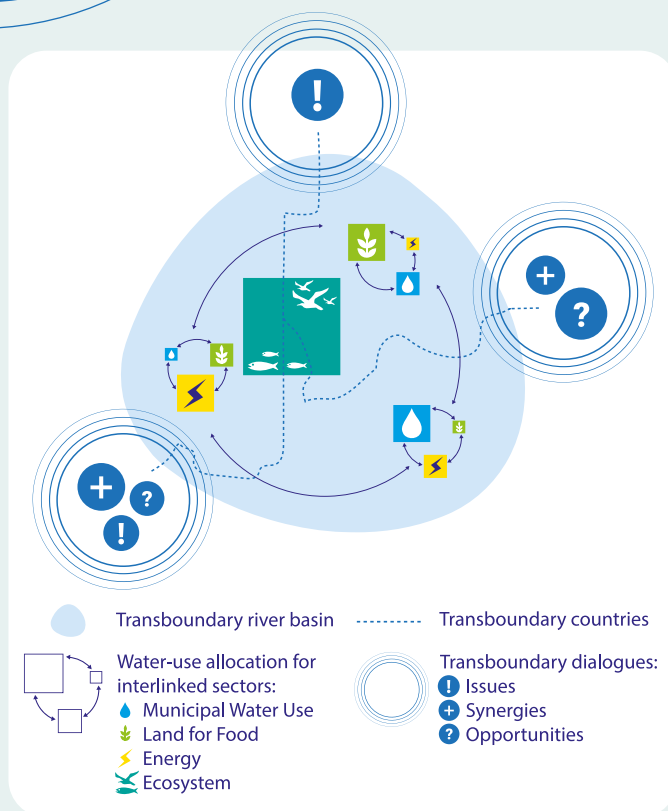 !
+
?
+
?
!
Transboundary river basin
Transboundary countries
Water-use allocation for
interlinked sectors:
Municipal Water Use
Land for Food
Energy
Ecosystem
Transboundary dialogues:
! Issues
+ Synergies
? Opportunities